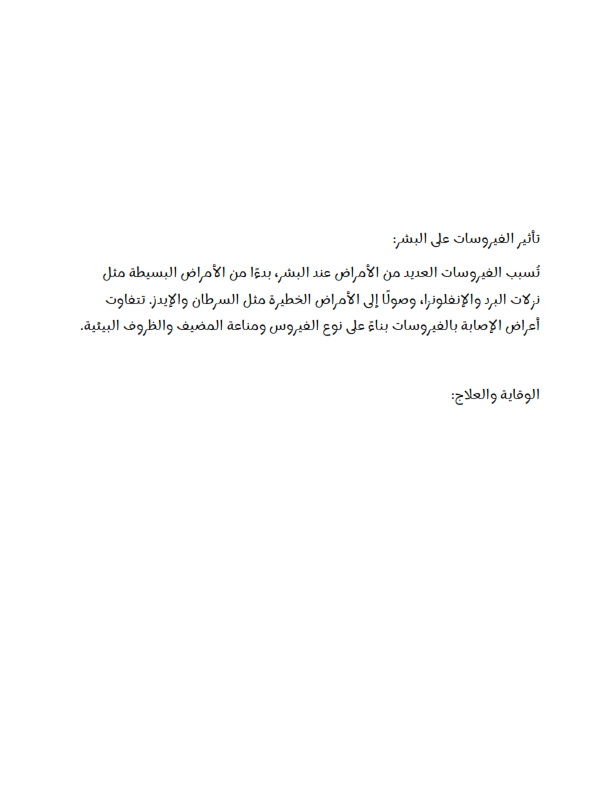 تأثير الفيروسات على البشر:
تُسبب الفيروسات العديد من الأمراض عند البشر، بدءًا من الأمراض البسيطة مثل
نزلات البرد والإنفلونزا، وصولًا إلى الأمراض الخطيرة مثل السرطان والإيدز. تتفاوت
أعراض الإصابة بالفيروسات بناءً على نوع الفيروس ومناعة المضيف والظروف البيئية.
الوقاية والعلاج: